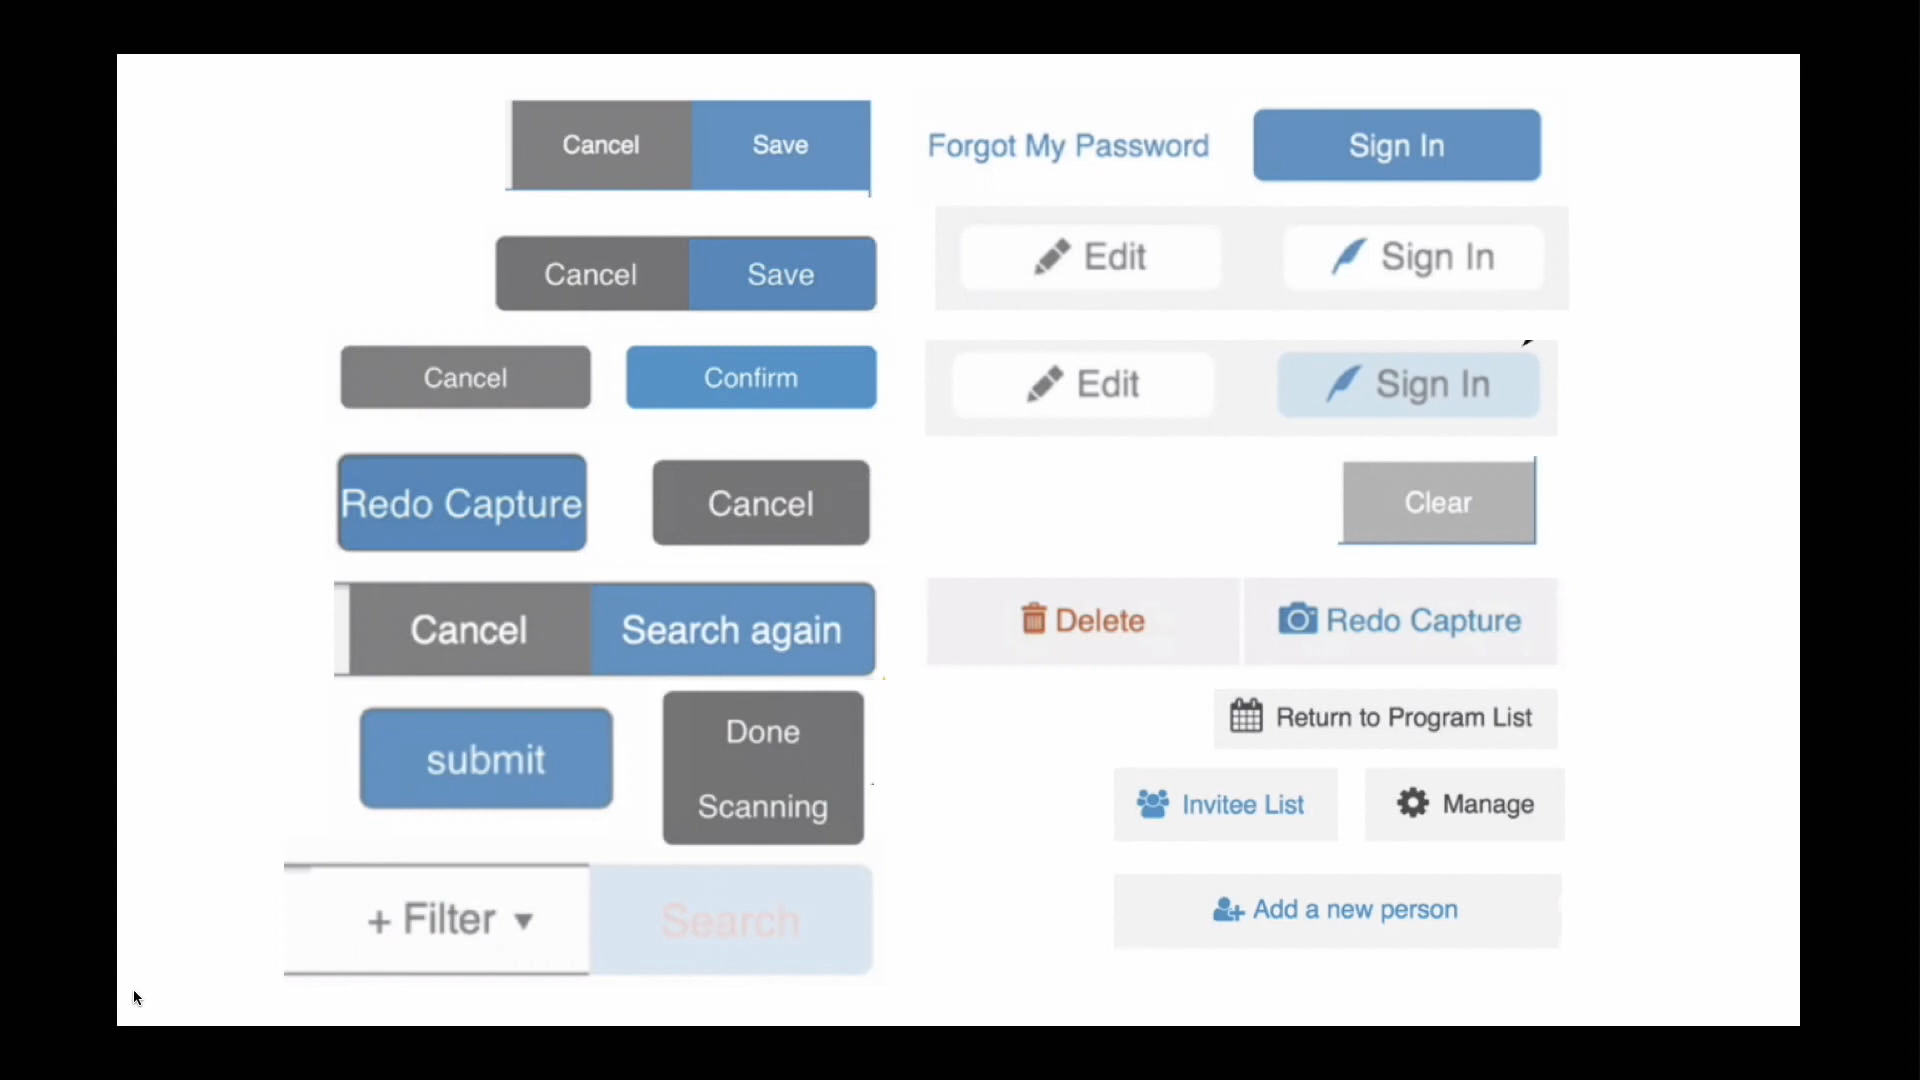 Cancel Save
Cancel Save
Cancel Confirm
Redo Capture Cancel
Cancel Search again
submit Done
Scanning
+ Filter ▼ Search
Forgot My Password Sign In
Edit Sign In
Edit Sign In
Clear
Delete Redo Capture
Return to Program List
Invitee List Manage
Add a new person